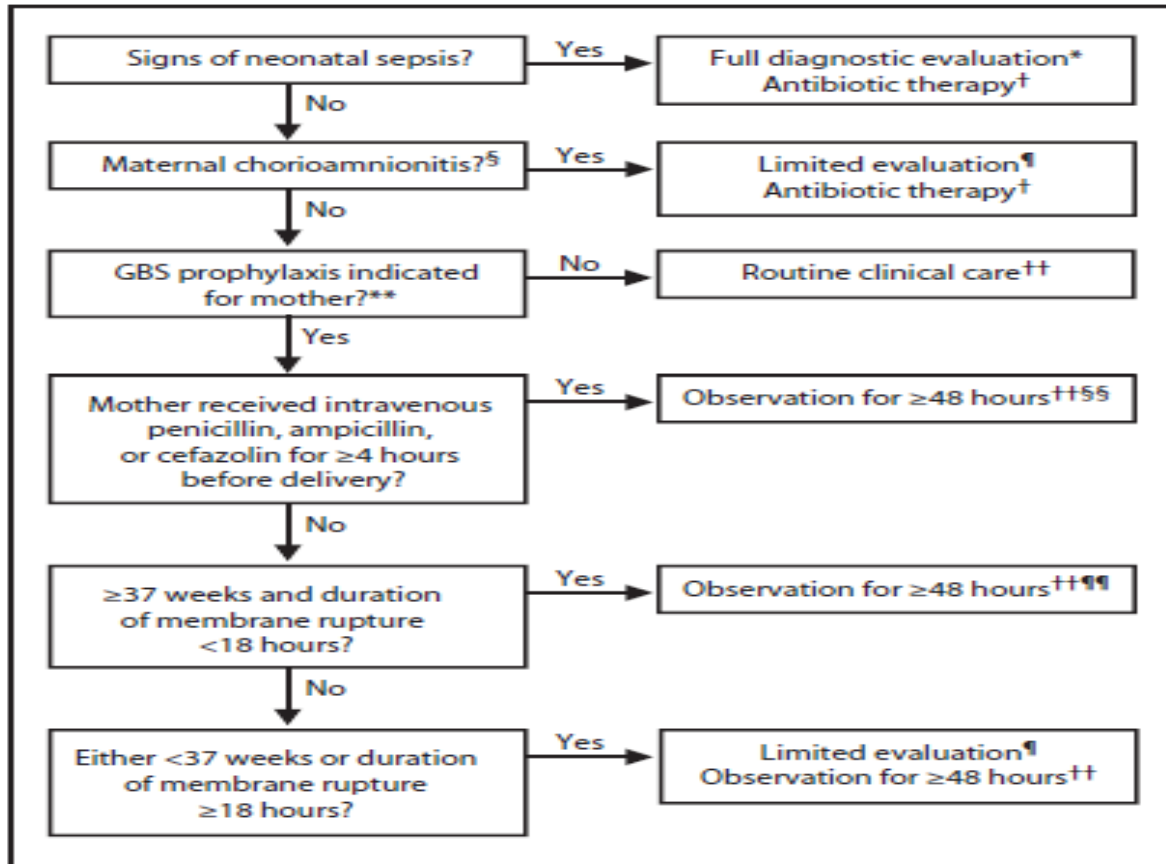 Signs of neonatal sepsis?
Yes
Full diagnostic evaluation*
Antibiotic therapy†
No
Maternal chorioamnionitis?§
Yes
Limited evaluation¶
Antibiotic therapy†
No
GBS prophylaxis indicated
for mother?**
No
Routine clinical care††
Yes
Mother received intravenous
penicillin, ampicillin,
or cefazolin for ≥4 hours
before delivery?
Yes
Observation for ≥48 hours††§§
No
≥37 weeks and duration
of membrane rupture
<18 hours?
Yes
Observation for ≥48 hours††¶¶
No
Either <37 weeks or duration
of membrane rupture
≥18 hours?
Yes
Limited evaluation¶
Observation for ≥48 hours††